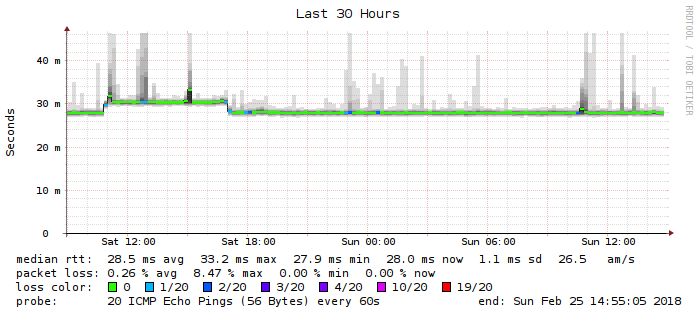 Last 30 Hours
RRDTOOL / TOBI OETIKER
Seconds
40 m
30 m
20 m
10 m
0
Sat 12:00 Sat 18:00 Sun 00:00 Sun 06:00 Sun 12:00
median rtt: 28.5 ms avg 33.2 ms max 27.9 ms min 28.0 ms now 1.1 ms sd 26.5 am/s
packet loss: 0.26 % avg 8.47 % max 0.00 % min 0.00 % now
loss color: 0 1/20 2/20 3/20 4/20 10/20 19/20
probe: 20 ICMP Echo Pings (56 Bytes) every 60s end: Sun Feb 25 14:55:05 2018